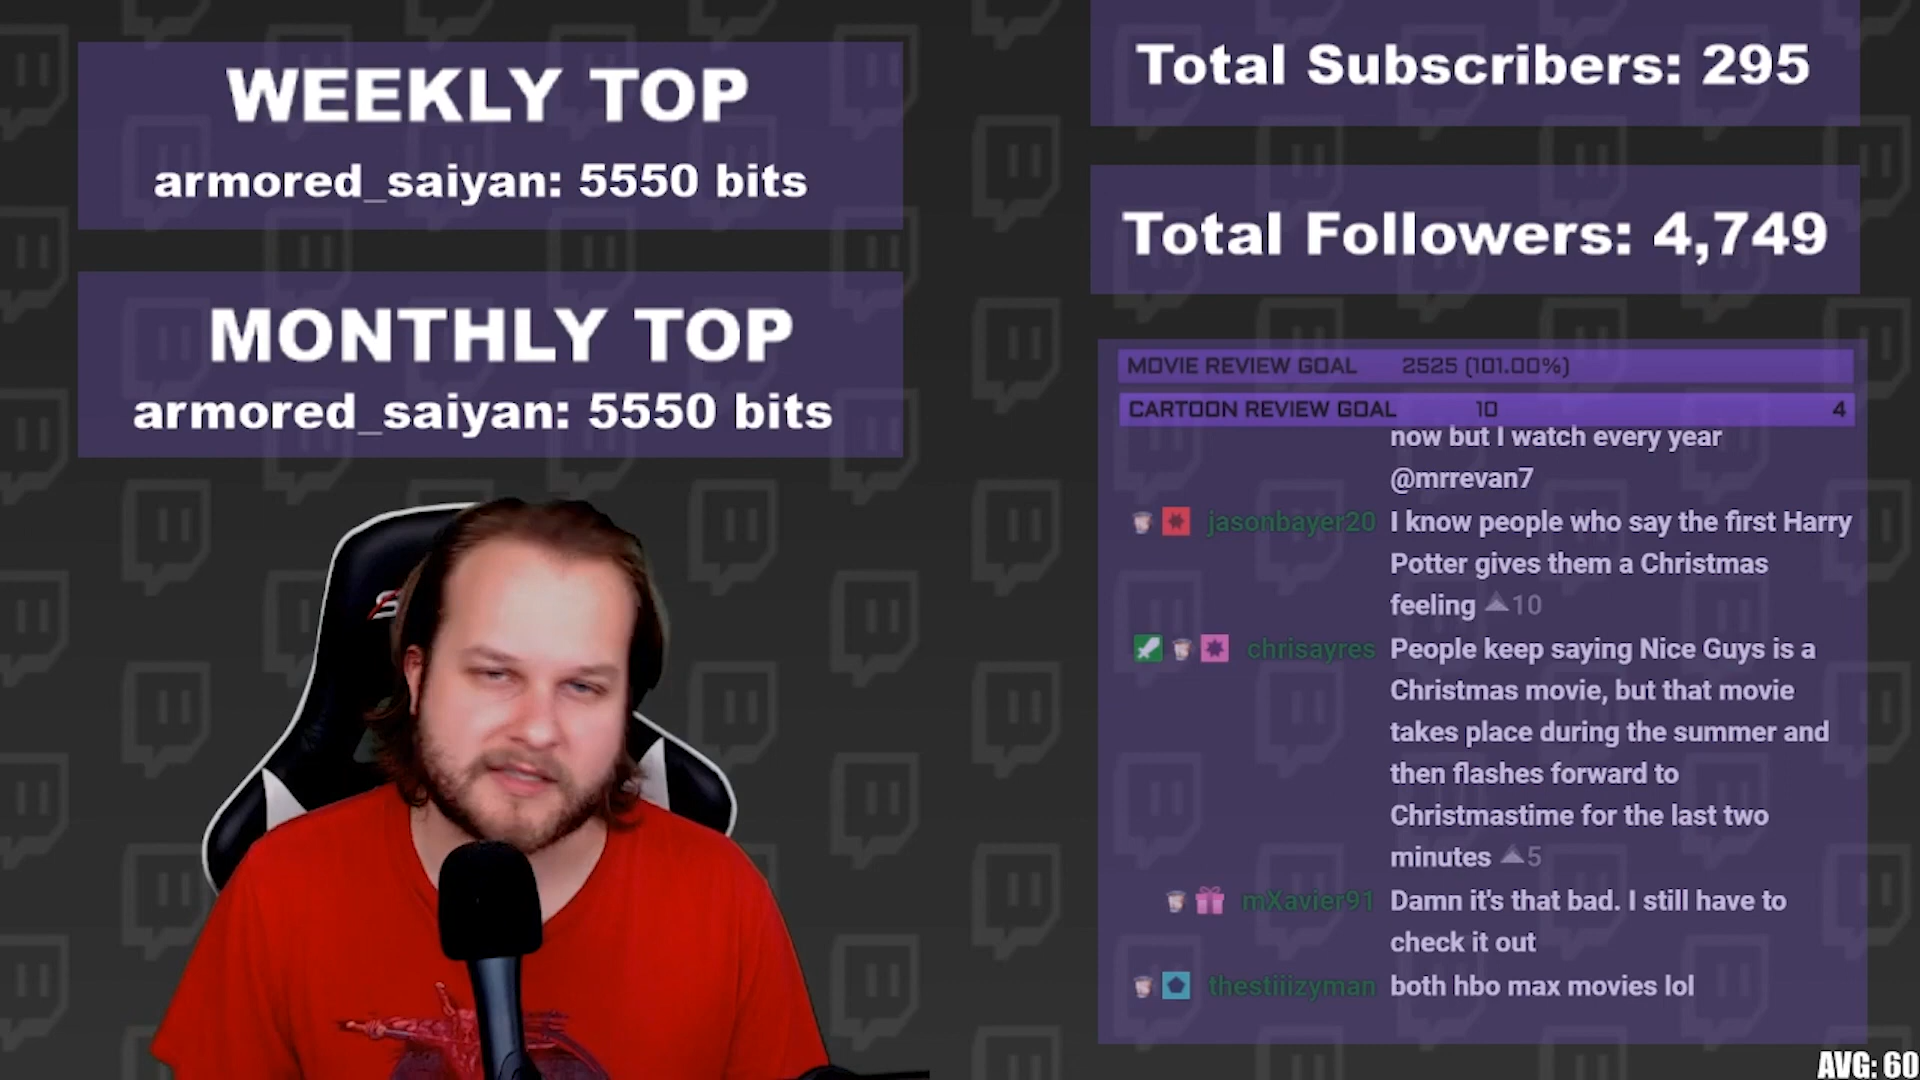 WEEKLY TOP
armored_saiyan: 5550 bits
MONTHLY TOP
armored_saiyan: 5550 bits
Total Subscribers: 295
Total Followers: 4,749
MOVIE REVIEW GOAL 2525 (101.00%)
CARTOON REVIEW GOAL 10 4
now but I watch every year
@mrrevan7
jasonbayer20 I know people who say the first Harry
Potter gives them a Christmas
feeling 10
chrisayres People keep saying Nice Guys is a
Christmas movie, but that movie
takes place during the summer and
then flashes forward to
Christmastime for the last two
minutes 5
mXavier91 Damn it's that bad. I still have to
check it out
thestiiizyman both hbo max movies lol
AVG: 60